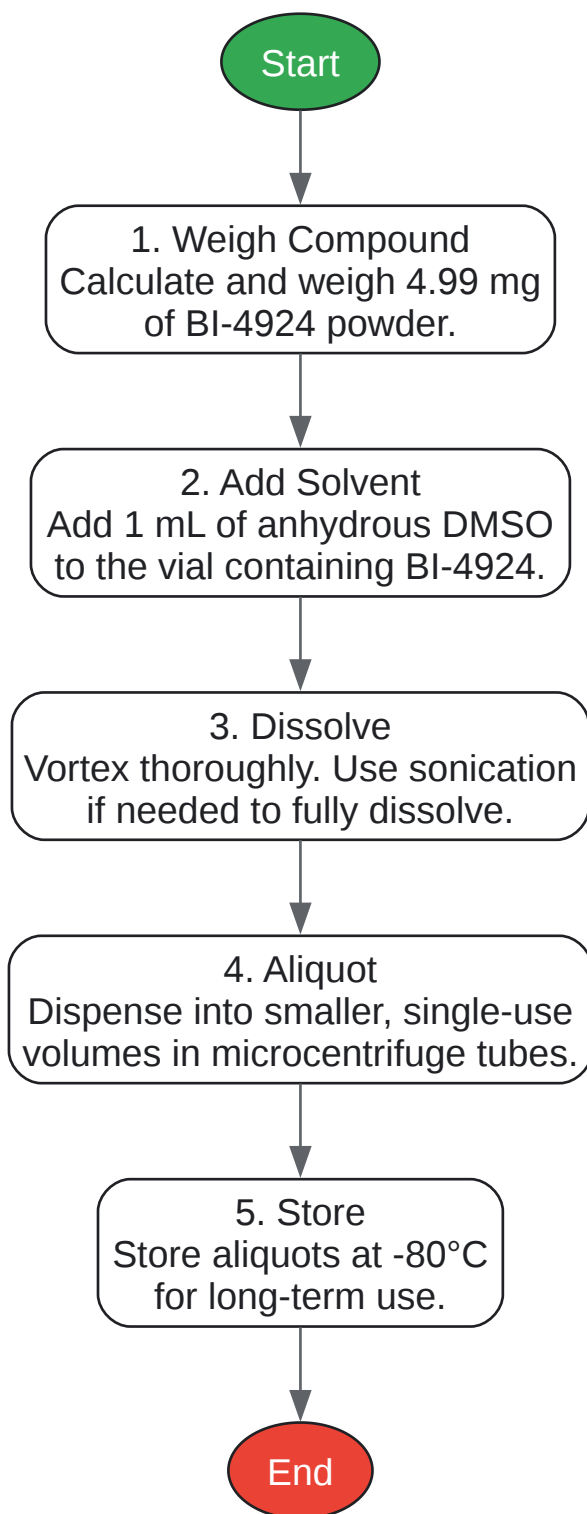 Start
1. Weigh Compound
Calculate and weigh 4.99 mg
of BI-4924 powder.
2. Add Solvent
Add 1 mL of anhydrous DMSO
to the vial containing BI-4924.
3. Dissolve
Vortex thoroughly. Use sonication
if needed to fully dissolve.
4. Aliquot
Dispense into smaller, single-use
volumes in microcentrifuge tubes.
5. Store
Store aliquots at -80°C
for long-term use.
End